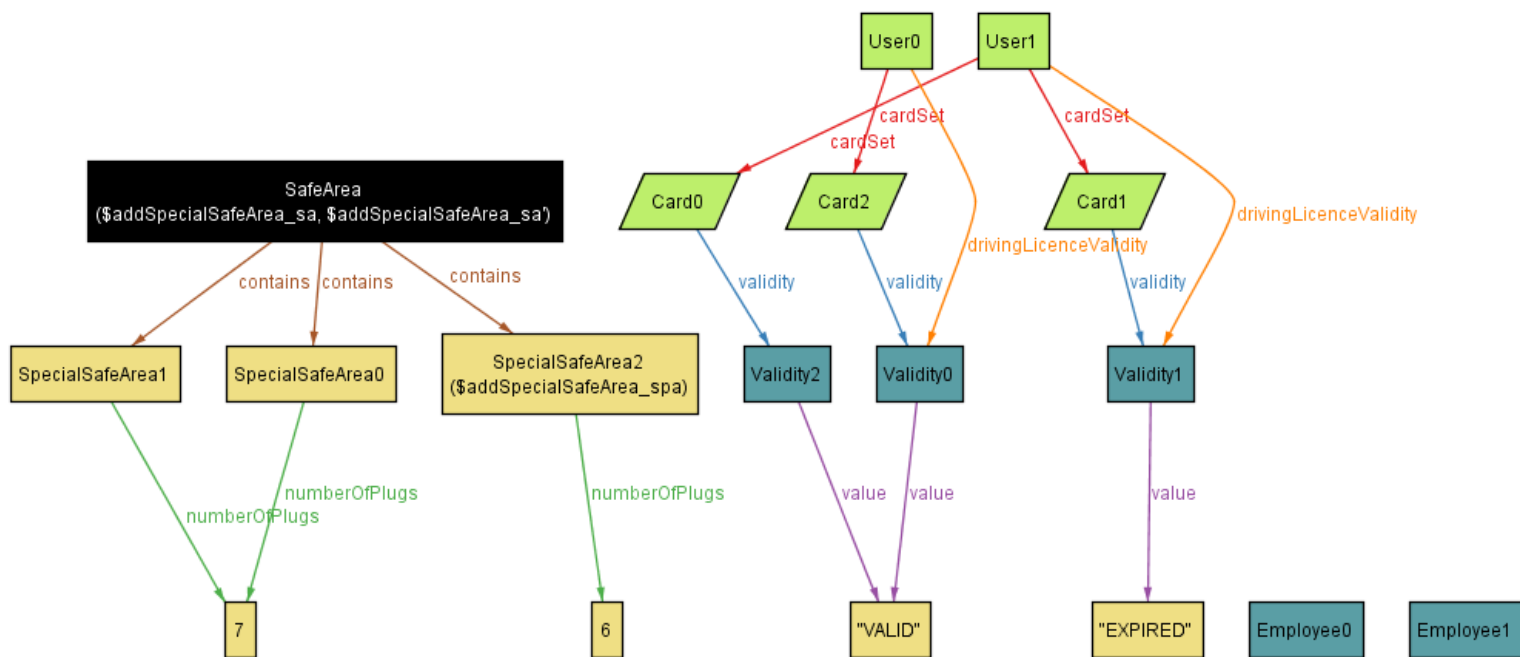 User0
User1
cardSet
cardSet
cardSet
SafeArea
($addSpecialSafeArea_sa, $addSpecialSafeArea_sa')
Card0
Card2
Card1
drivingLicenceValidity
drivingLicenceValidity
contains
contains
contains
validity
validity
validity
SpecialSafeArea1
SpecialSafeArea0
SpecialSafeArea2
($addSpecialSafeArea_spa)
Validity2
Validity0
Validity1
numberOfPlugs
numberOfPlugs
numberOfPlugs
value
value
value
7
6
"VALID"
"EXPIRED"
Employee0
Employee1